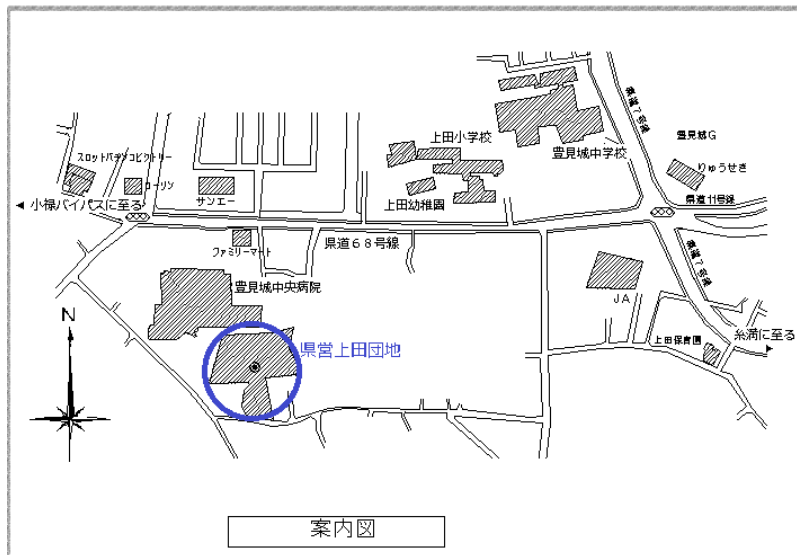 豊見城G
県道7号線
上田小学校
スロットパチンコビクトリー
豊見城中学校
りゅうせき
ローソン
サンエー
上田幼稚園
県道11号線
◀ 小禄バイパスに至る
県道68号線
ファミリーマート
県道7号線
豊見城中央病院
JA
N
糸満に至る
上田保育園
県営上田団地
案内図